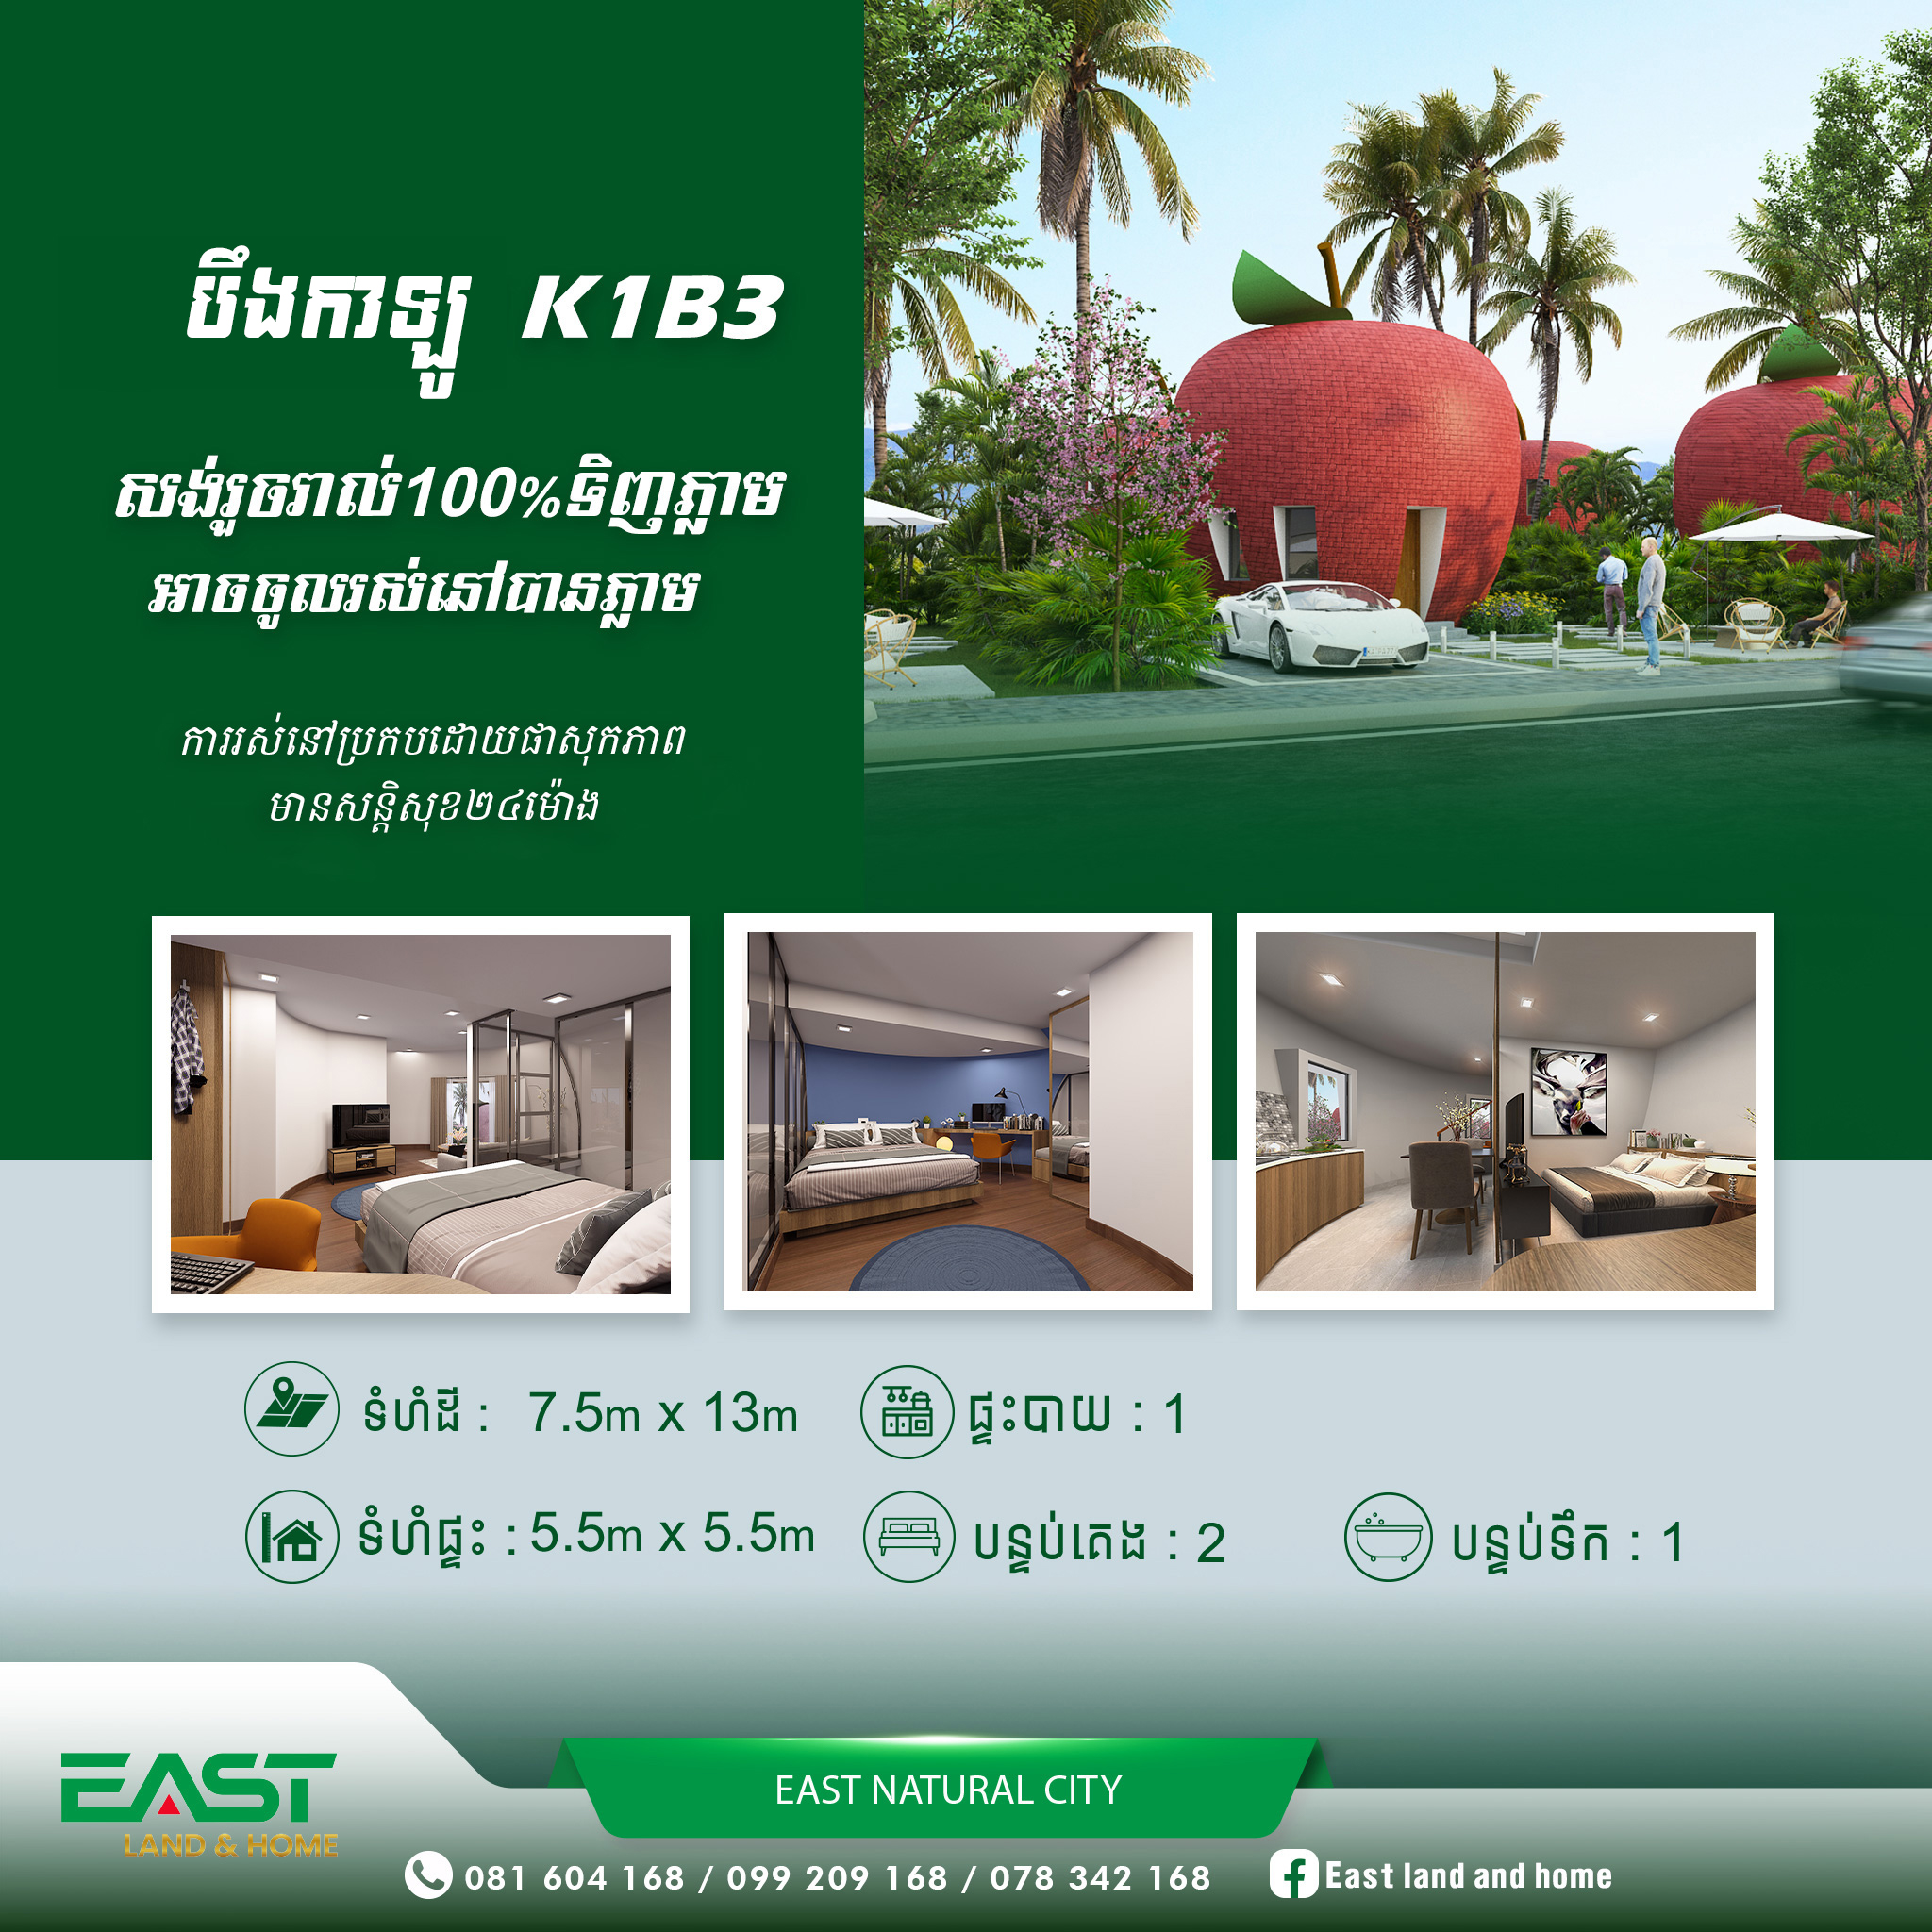 បឹងកាឡូ K1B3
សង់រួចរាល់100%ទិញភ្លាម
អាចចូលរស់នៅបានភ្លាម
ការរស់នៅប្រកបដោយផាសុកភាព
មានសន្តិសុខ២៤ម៉ោង
ទំហំដី : 7.5m x 13m
ផ្ទះបាយ : 1
ទំហំផ្ទះ : 5.5m x 5.5m
បន្ទប់គេង : 2
បន្ទប់ទឹក : 1
EAST
LAND & HOME
EAST NATURAL CITY
081 604 168 / 099 209 168 / 078 342 168
East land and home